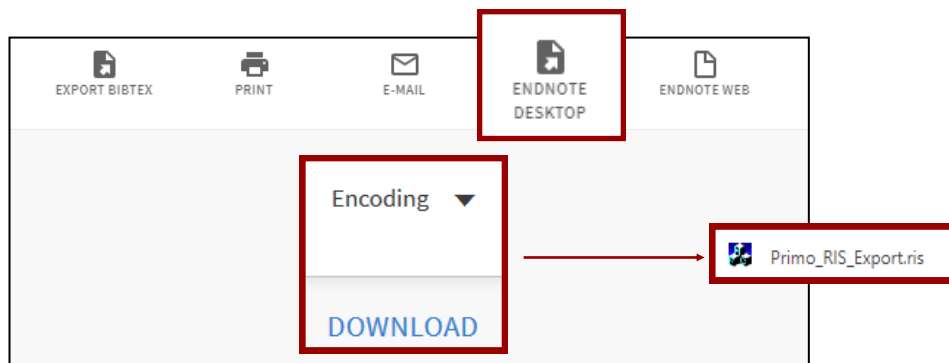 EXPORT BIBTEX
PRINT
E-MAIL
ENDNOTE
DESKTOP
ENDNOTE WEB
Encoding
Primo_RIS_Export.ris
DOWNLOAD